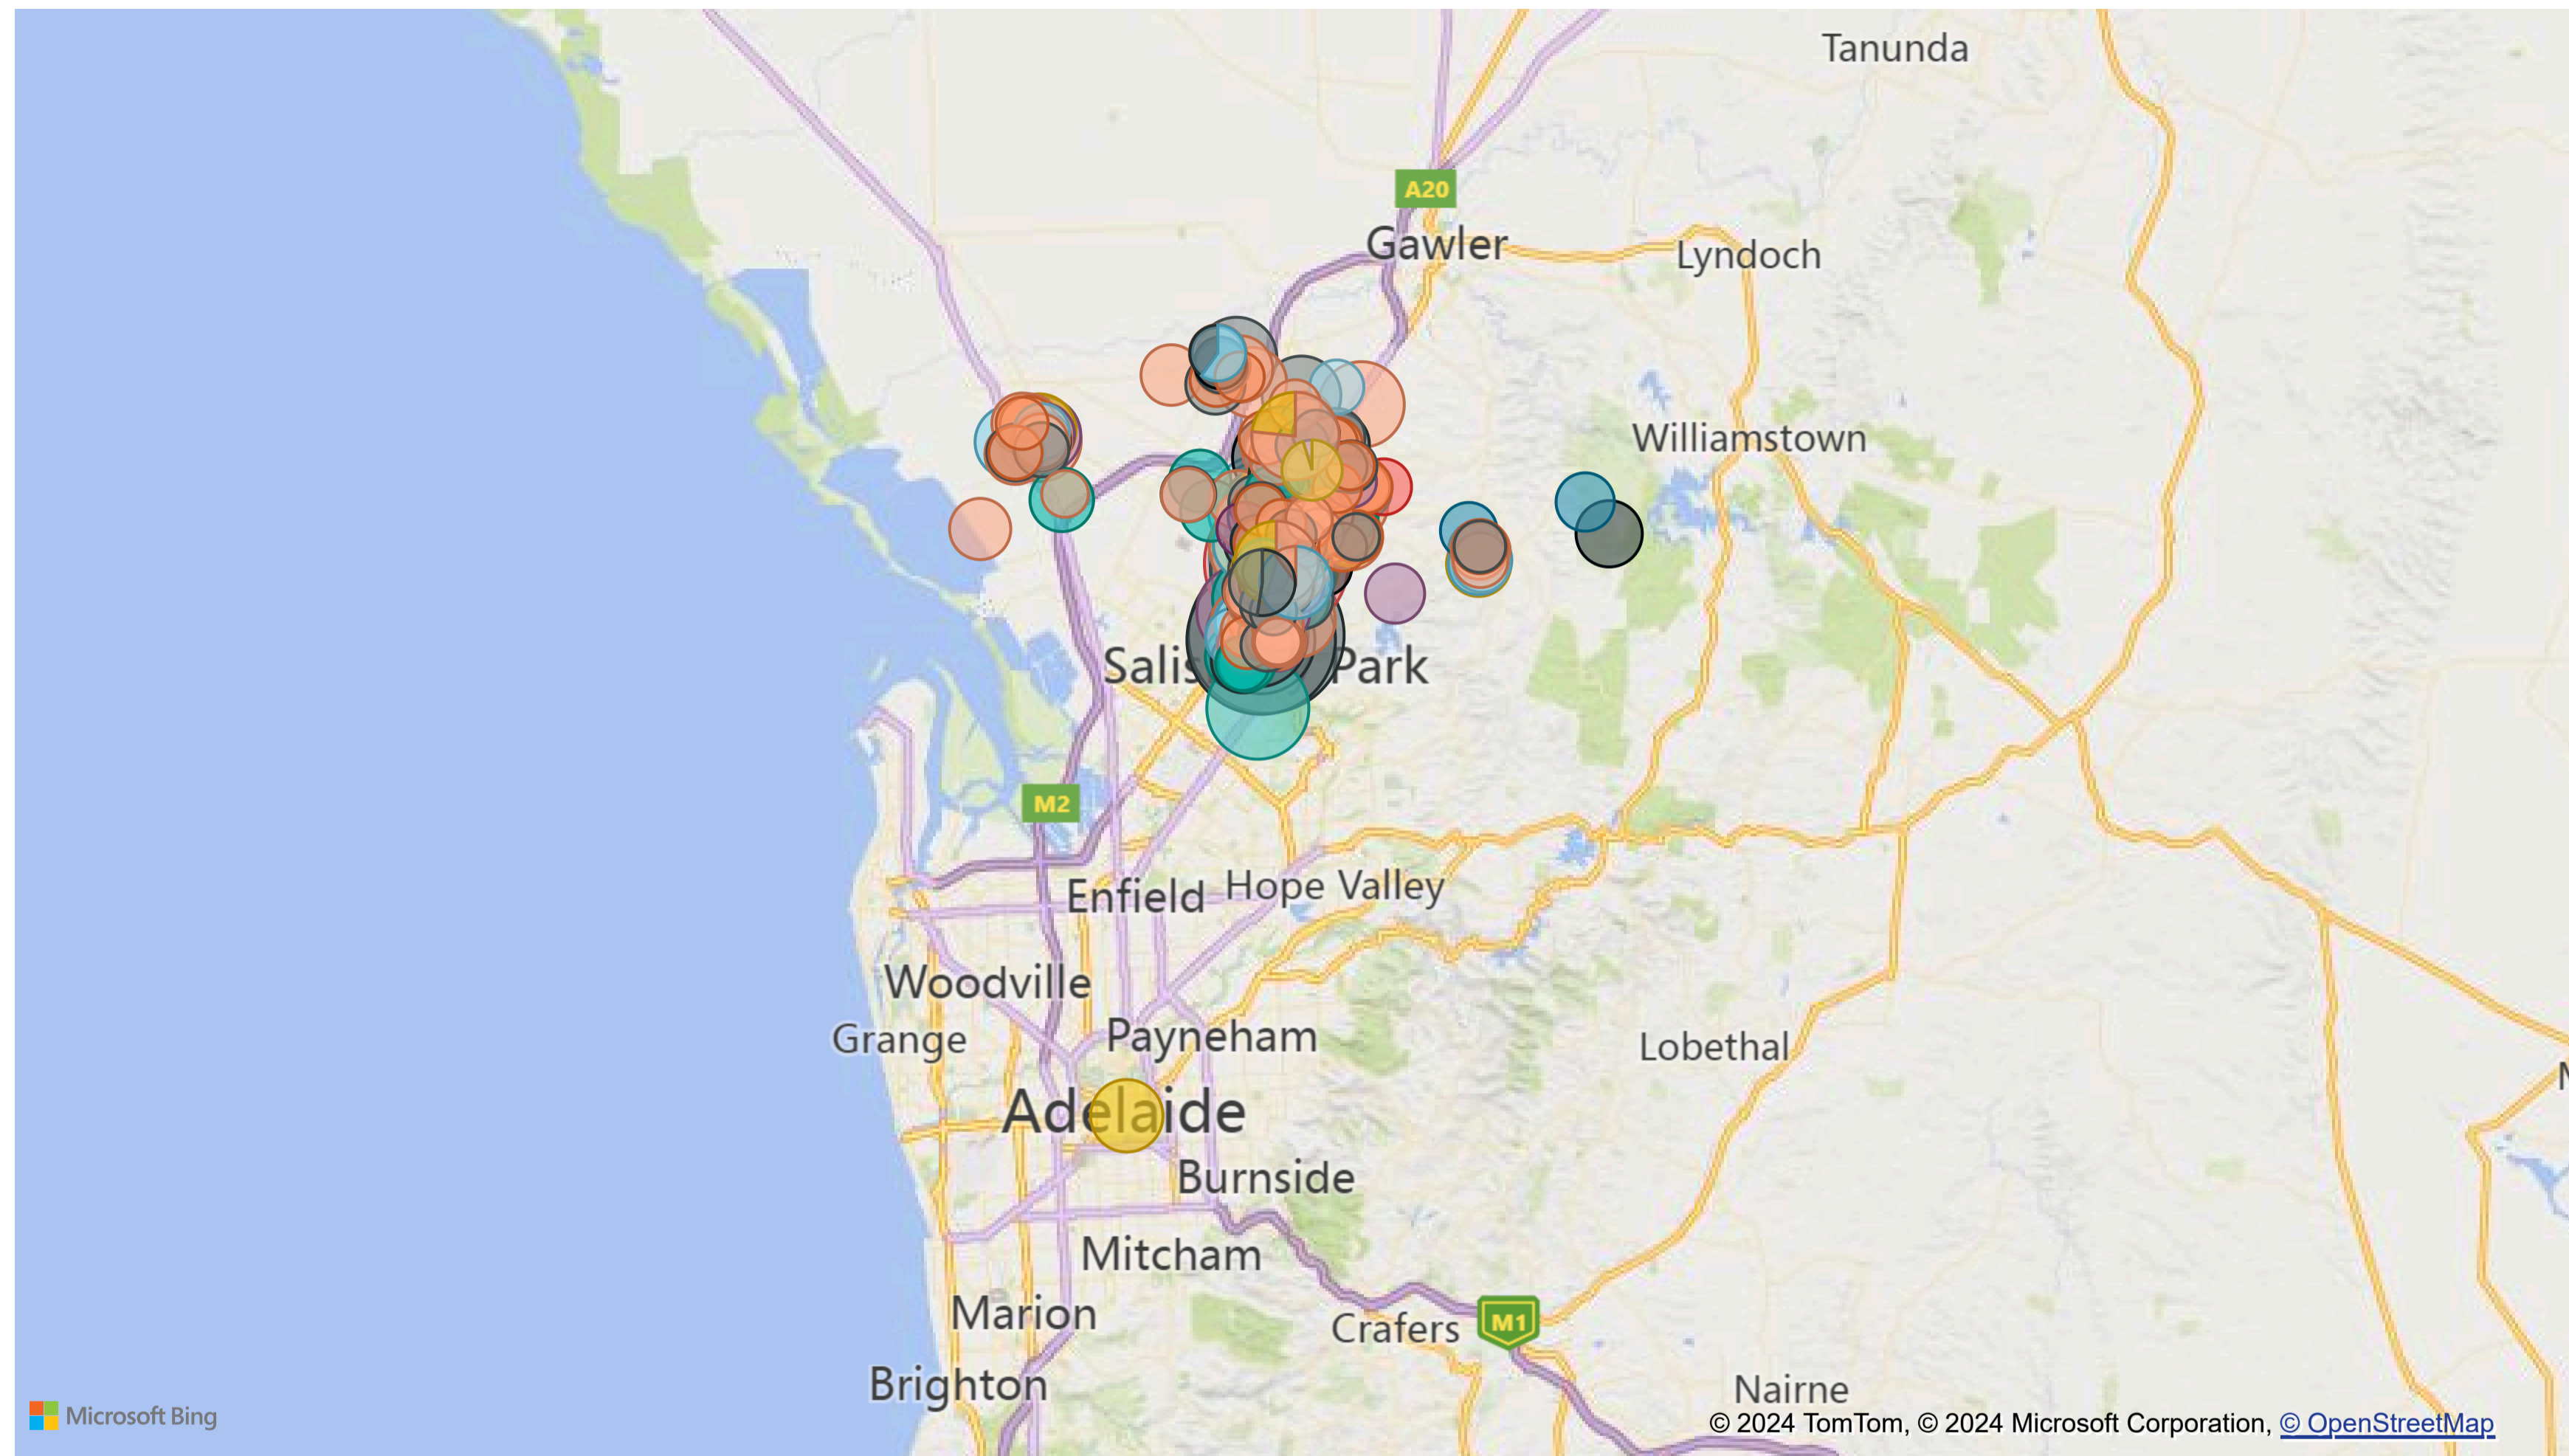 Tanunda
A20
Gawler
Lyndoch
Williamstown
Salis Park
M2
Enfield
Hope Valley
Woodville
Payneham
Grange
Lobethal
Adelaide
Burnside
Mitcham
Marion
Crafers
M1
Brighton
Nairne
Microsoft Bing
© 2024 TomTom, © 2024 Microsoft Corporation, © OpenStreetMap